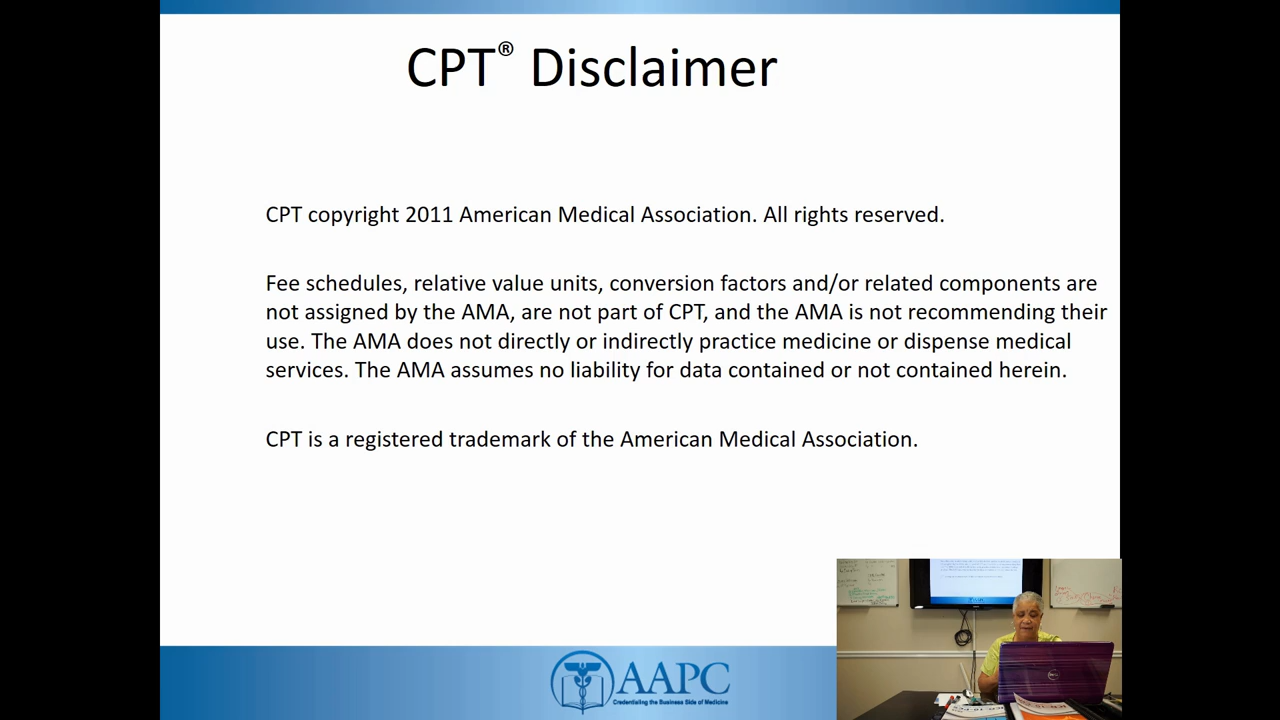 CPT® Disclaimer
CPT copyright 2011 American Medical Association. All rights reserved.
Fee schedules, relative value units, conversion factors and/or related components are
not assigned by the AMA, are not part of CPT, and the AMA is not recommending their
use. The AMA does not directly or indirectly practice medicine or dispense medical
services. The AMA assumes no liability for data contained or not contained herein.
CPT is a registered trademark of the American Medical Association.
AAPC
Credentialing the Business Side of Medicine